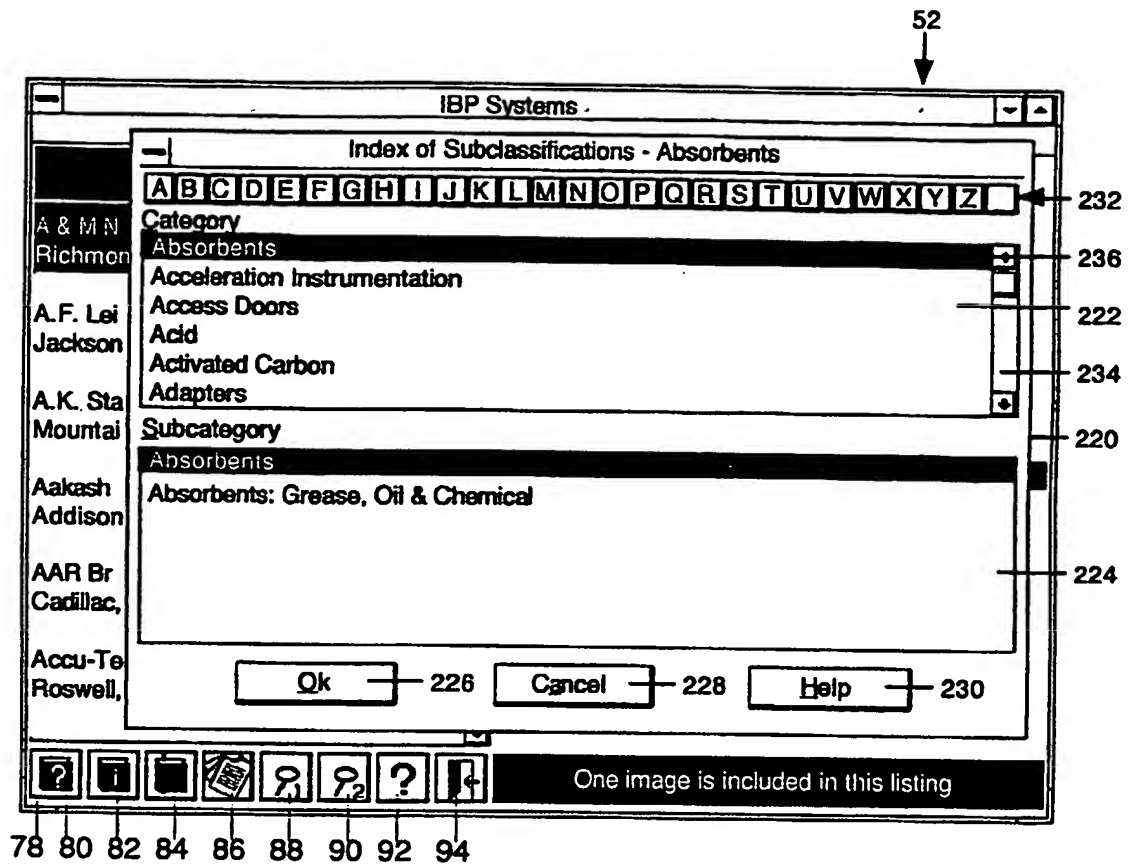 52
IBP Systems
Index of Subclassifications - Absorbents
A B C D E F G H I J K L M N O P Q R S T U V W X Y Z
232
A & M N
Richmon
Category
Absorbents
236
Acceleration Instrumentation
A.F. Lei
Access Doors
222
Jackson
Acid
Activated Carbon
234
A.K. Sta
Adapters
Mountai
Subcategory
220
Absorbents
Aakash
Absorbents: Grease, Oil & Chemical
Addison
AAR Br
224
Cadillac,
Accu-Te
Roswell,
Ok
226
Cancel
228
Help
230
? i 1 2 ?
One image is included in this listing
78 80 82 84 86 88 90 92 94